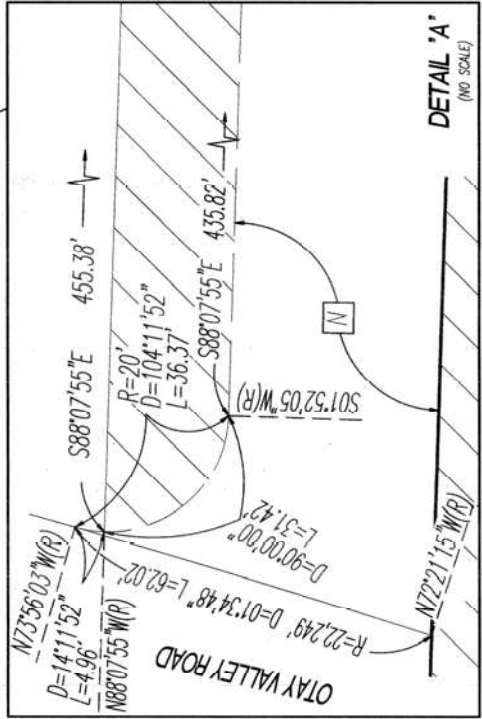 S88°07'55"E 455.38'
N73°56'03"W(R)
D=14°11'52"
L=4.96'
N88°07'55"W(R)
R=20'
D=104°11'52"
L=36.37'
S88°07'55"E 435.82'
S01°52'05"W(R)
D=90°00'00"
L=31.42'
R=22,249' D=01°34'48" L=62.02'
OTAY VALLEY ROAD
N
N72°21'15"W(R)
DETAIL "A"
(NO SCALE)